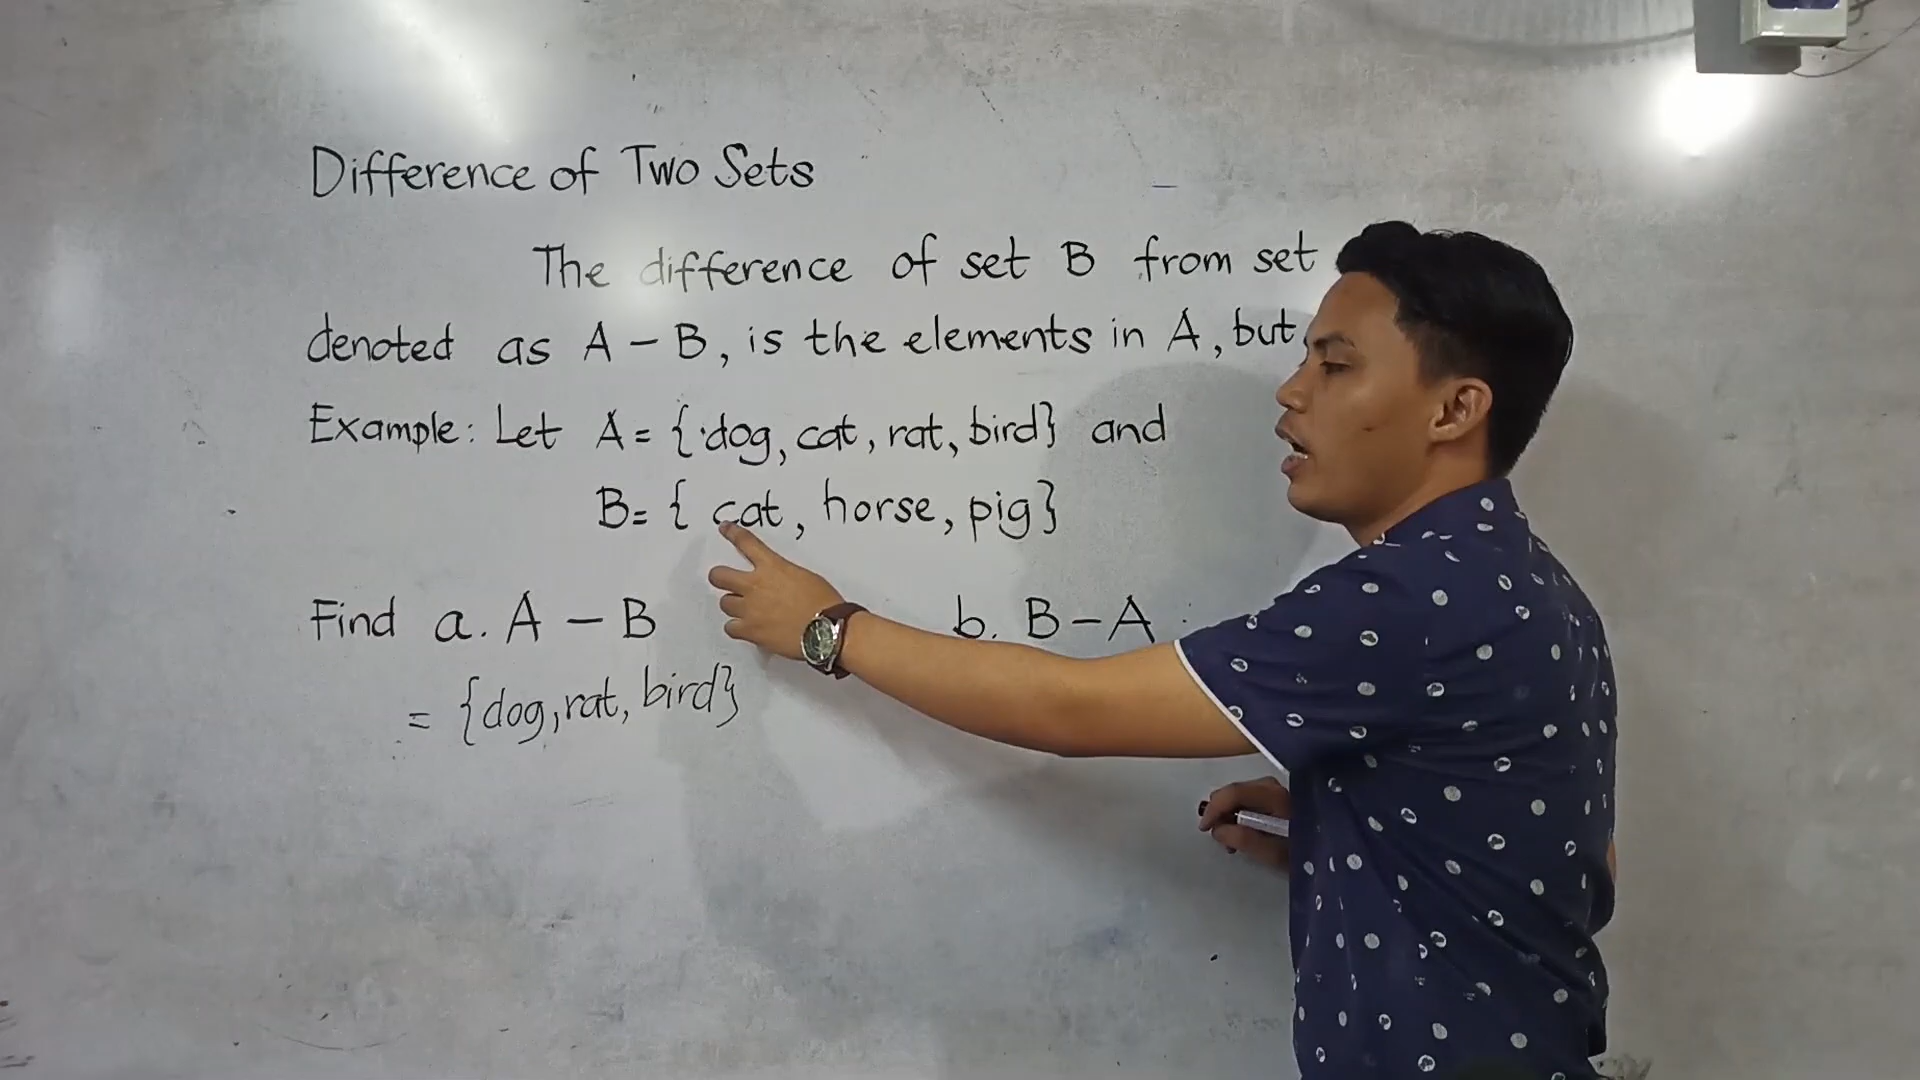 Difference of Two Sets
The difference of set B from set
denoted as A - B, is the elements in A, but
Example: Let A = {dog, cat, rat, bird} and
B = { cat, horse, pig}
Find a. A - B b. B - A
= {dog, rat, bird}